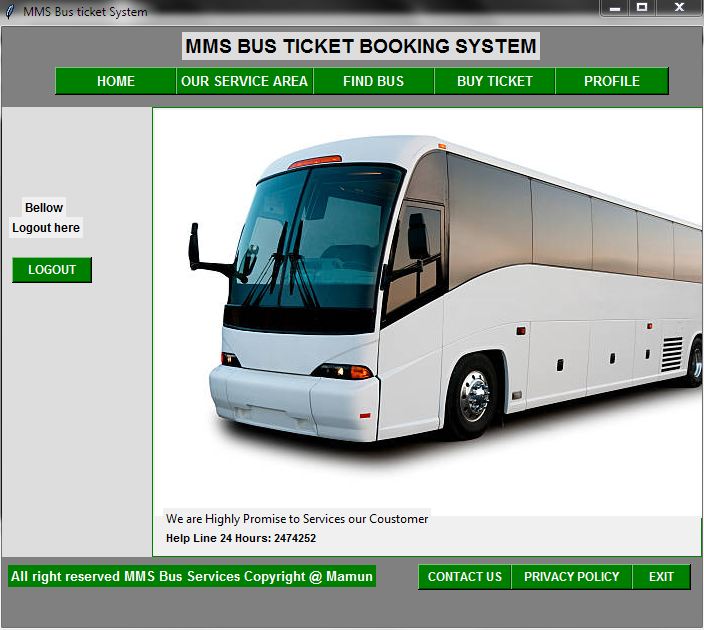 MMS Bus ticket System
MMS BUS TICKET BOOKING SYSTEM
HOME OUR SERVICE AREA FIND BUS BUY TICKET PROFILE
Bellow
Logout here
LOGOUT
We are Highly Promise to Services our Coustomer
Help Line 24 Hours: 2474252
All right reserved MMS Bus Services Copyright @ Mamun CONTACT US PRIVACY POLICY EXIT